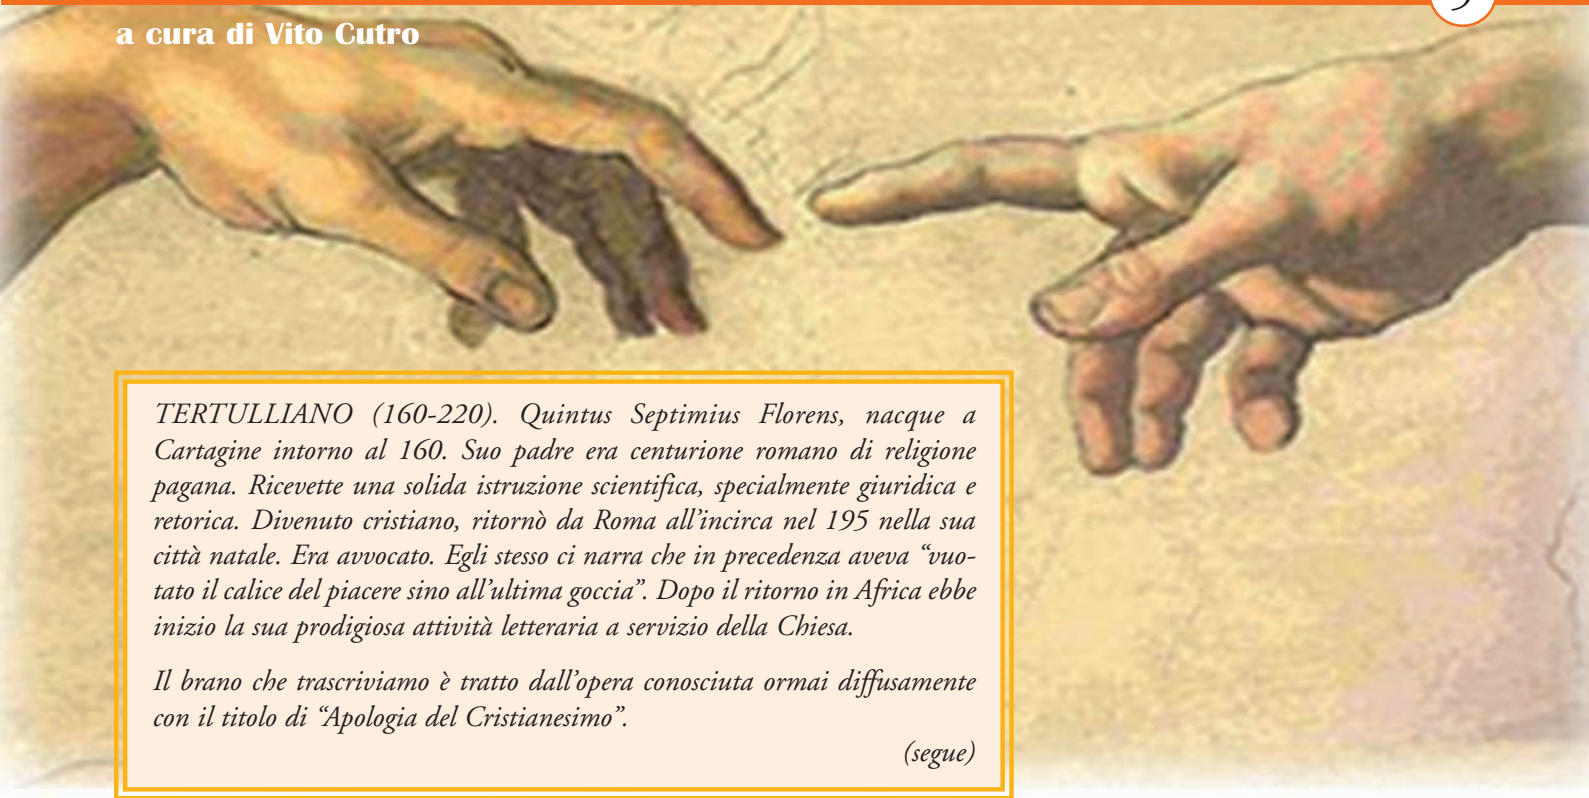 a cura di Vito Cutro
TERTULLIANO (160-220). Quintus Septimius Florens, nacque a
Cartagine intorno al 160. Suo padre era centurione romano di religione
pagana. Ricevette una solida istruzione scientifica, specialmente giuridica e
retorica. Divenuto cristiano, ritornò da Roma all’incirca nel 195 nella sua
città natale. Era avvocato. Egli stesso ci narra che in precedenza aveva “vuo-
tato il calice del piacere sino all’ultima goccia”. Dopo il ritorno in Africa ebbe
inizio la sua prodigiosa attività letteraria a servizio della Chiesa.
Il brano che trascriviamo è tratto dall’opera conosciuta ormai diffusamente
con il titolo di “Apologia del Cristianesimo”.
(segue)